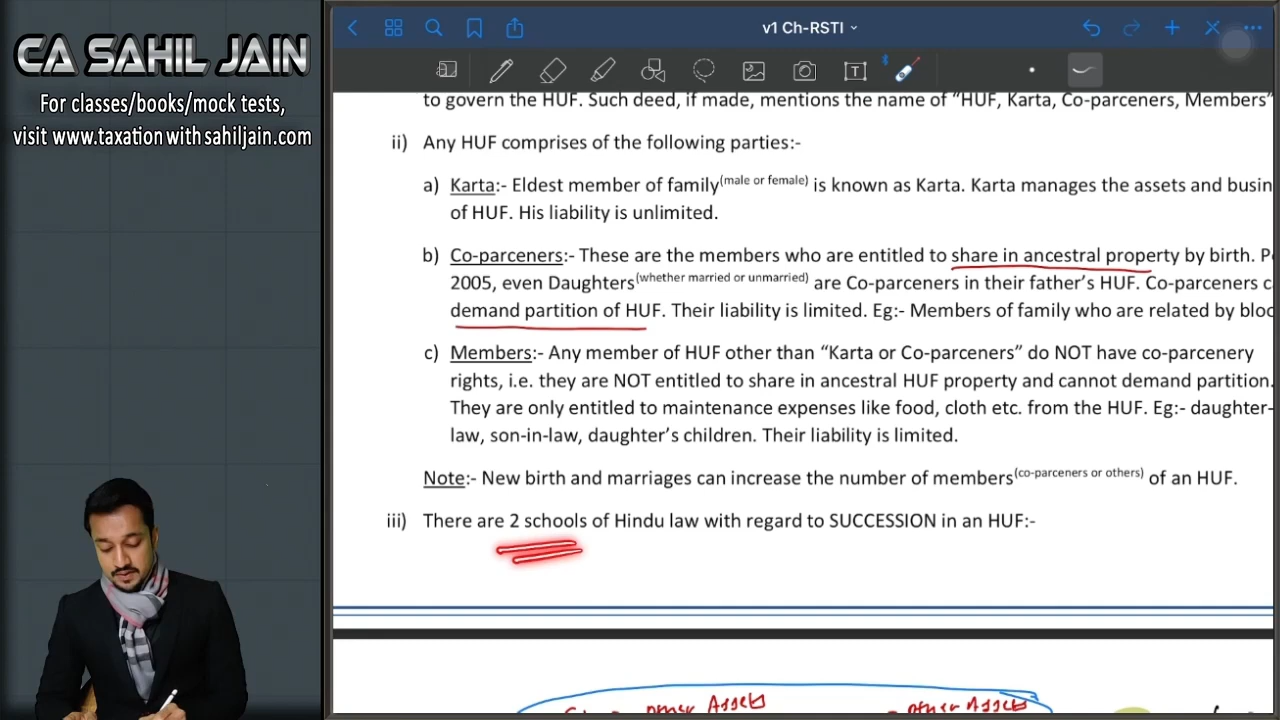 CA SAHIL JAIN
For classes/books/mock tests,
visit www.taxationwithsahiljain.com
v1 Ch-RSTI
T
to govern the HUF. Such deed, if made, mentions the name of "HUF, Karta, Co-parceners, Members"
ii) Any HUF comprises of the following parties:-
a) Karta:- Eldest member of family(male or female) is known as Karta. Karta manages the assets and busin
of HUF. His liability is unlimited.
b) Co-parceners:- These are the members who are entitled to share in ancestral property by birth. P
2005, even Daughters(whether married or unmarried) are Co-parceners in their father's HUF. Co-parceners c
demand partition of HUF. Their liability is limited. Eg:- Members of family who are related by bloo
c) Members:- Any member of HUF other than "Karta or Co-parceners" do NOT have co-parcenery
rights, i.e. they are NOT entitled to share in ancestral HUF property and cannot demand partition.
They are only entitled to maintenance expenses like food, cloth etc. from the HUF. Eg:- daughter-
law, son-in-law, daughter's children. Their liability is limited.
Note:- New birth and marriages can increase the number of members(co-parceners or others) of an HUF.
iii) There are 2 schools of Hindu law with regard to SUCCESSION in an HUF:-
other Assets
other Assets